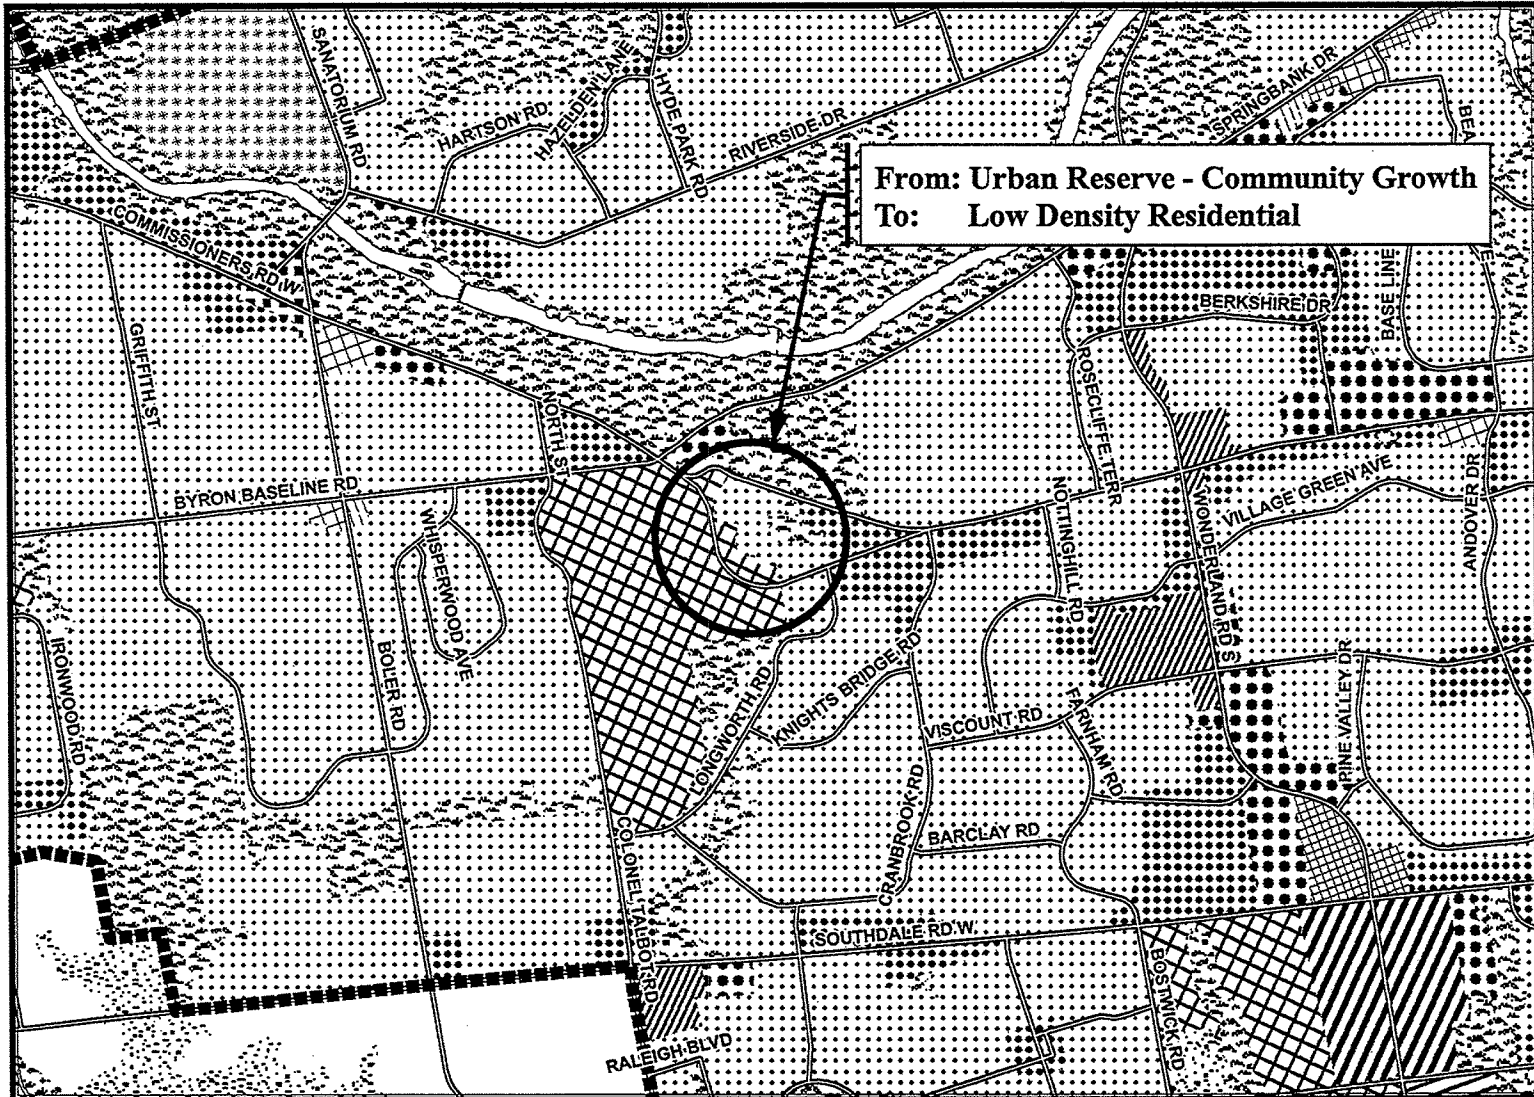 SANATORIUM RD
HARTSON RD
HAZELDEN LANE
HYDE PARK RD
RIVERSIDE DR
SPRINGBANK DR
BEA
From: Urban Reserve - Community Growth
To: Low Density Residential
E
COMMISSIONERS RD W
GRIFFITH ST
NORTH ST
BERKSHIRE DR
BASE LINE
ROSECLIFFE TERR
BYRON BASELINE RD
WHISPERWOOD AVE
NOTTINGHILL RD
WONDERLAND RD S
VILLAGE GREEN AVE
ANDOVER DR
IRONWOOD RD
BOLER RD
LONGWORTH RD
KNIGHTS BRIDGE RD
VISCOUNT RD
FARNHAM RD
PINE VALLEY DR
CRANBROOK RD
BARCLAY RD
COLONEL TALBOT RD
SOUTHDALE RD W
BOSTWICK RD
RALEIGH BLVD